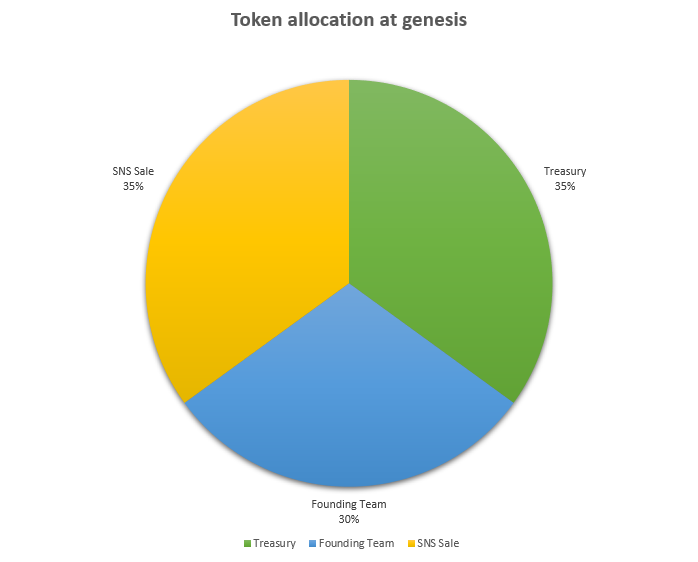 Token allocation at genesis
SNS Sale
35%
Treasury
35%
Founding Team
30%
Treasury Founding Team SNS Sale